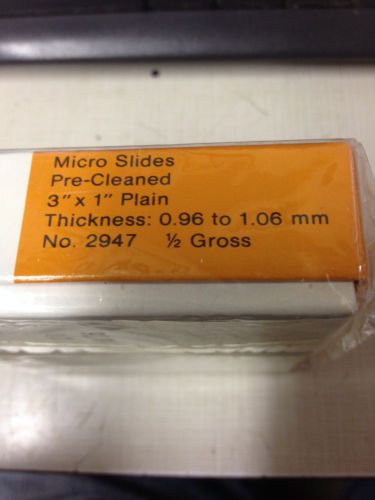 Micro Slides
Pre-Cleaned
3" x 1" Plain
Thickness: 0.96 to 1.06 mm
No. 2947 ½ Gross